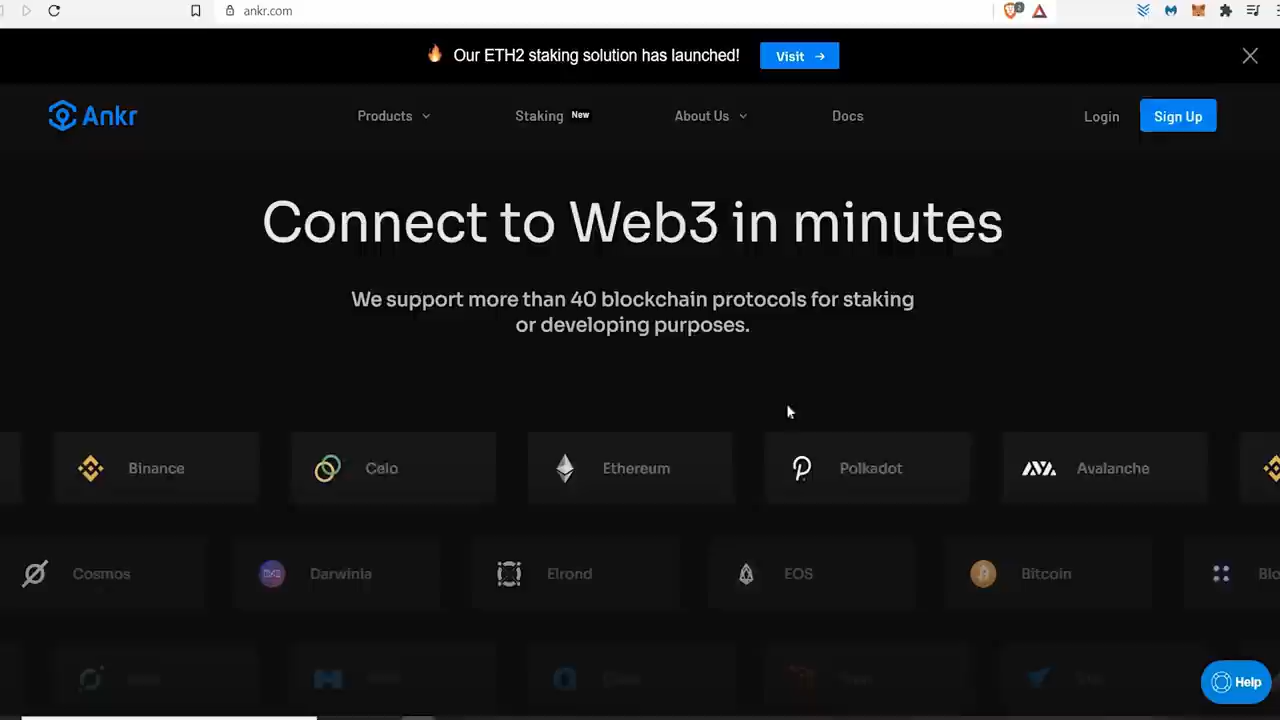 ankr.com
2
Our ETH2 staking solution has launched! Visit →
Ankr
Products
Staking New
About Us
Docs
Login
Sign Up
Connect to Web3 in minutes
We support more than 40 blockchain protocols for staking
or developing purposes.
Binance
Celo
Ethereum
Polkadot
Avalanche
Cosmos
Darwinia
Elrond
EOS
Bitcoin
Blo
Help